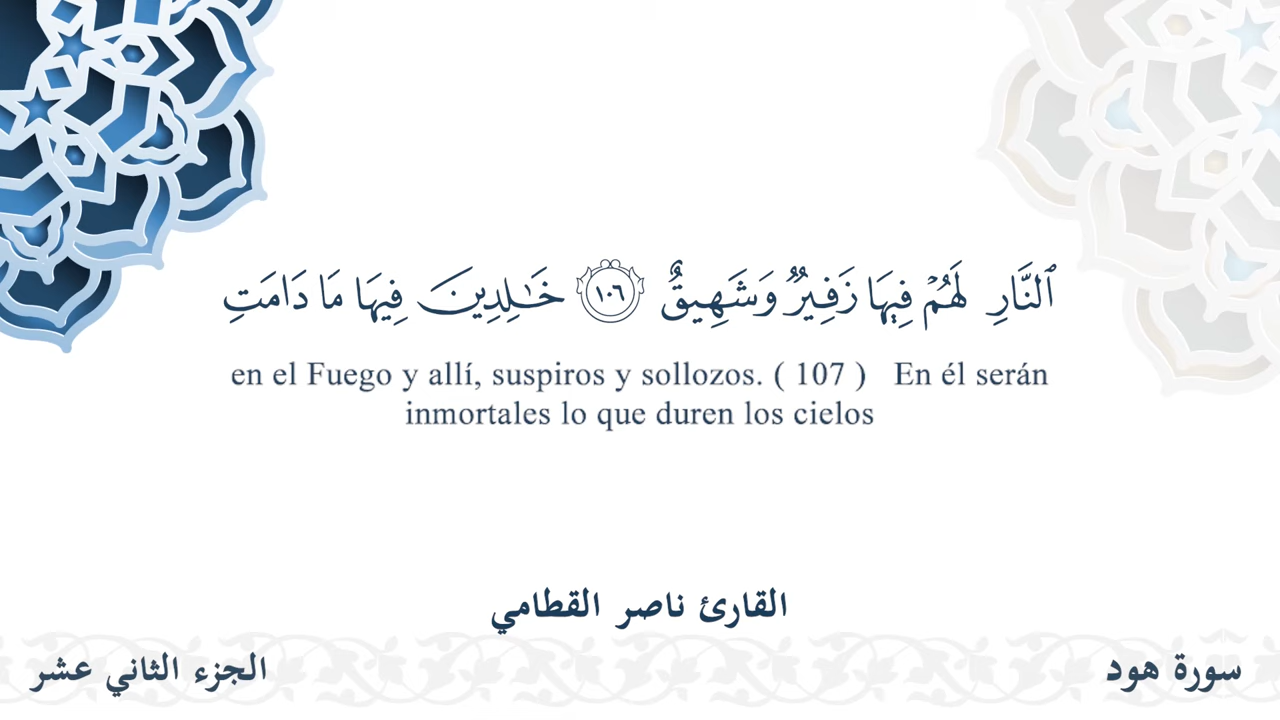 ٱلنَّارِ لَهُمْ فِيهَا زَفِيرٌ وَشَهِيقٌ ١٠٦ خَـٰلِدِينَ فِيهَا مَا دَامَتِ
en el Fuego y allí, suspiros y sollozos. ( 107 ) En él serán
inmortales lo que duren los cielos
القارئ ناصر القطامي
سورة هود
الجزء الثاني عشر